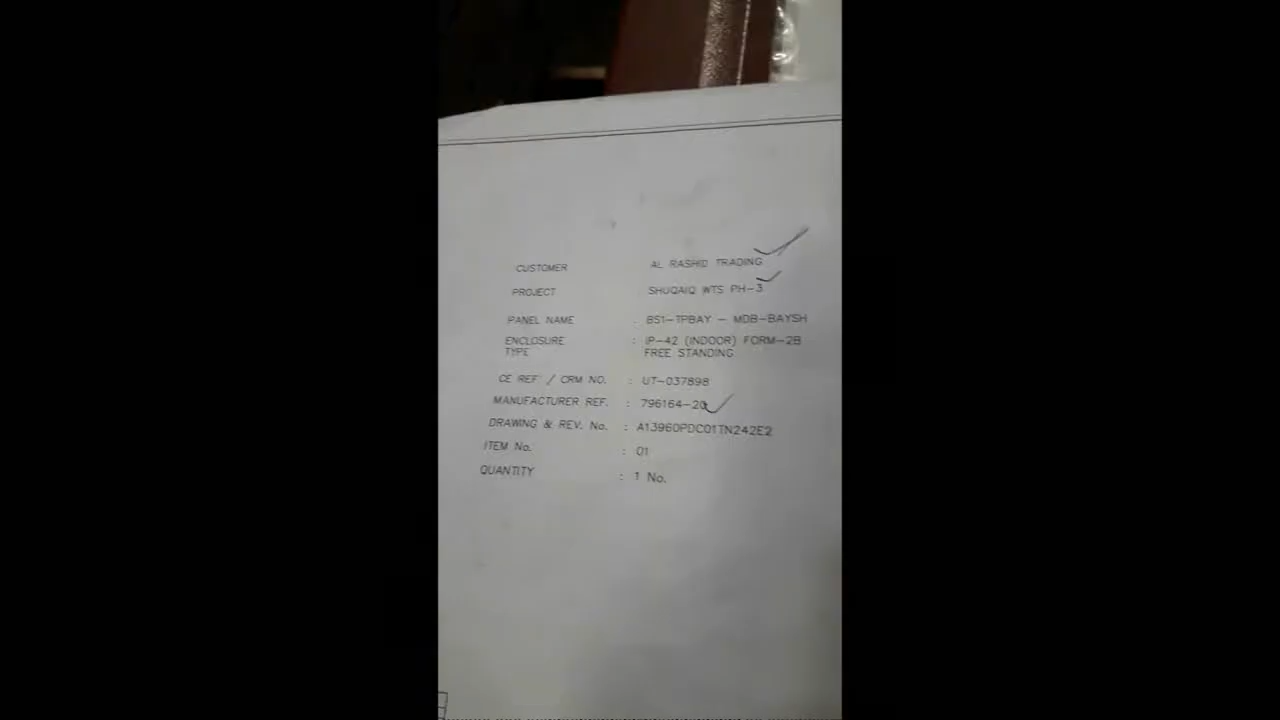 CUSTOMER AL RASHID TRADING
PROJECT SHUQAIQ WTS PH-3
PANEL NAME : BS1-TPBAY - MDB-BAYSH
ENCLOSURE TYPE : IP-42 (INDOOR) FORM-2B
FREE STANDING
CE REF / CRM NO. : UT-037898
MANUFACTURER REF. : 796164-20
DRAWING & REV. No. : A13960PDC01TN242E2
ITEM No. : 01
QUANTITY : 1 No.